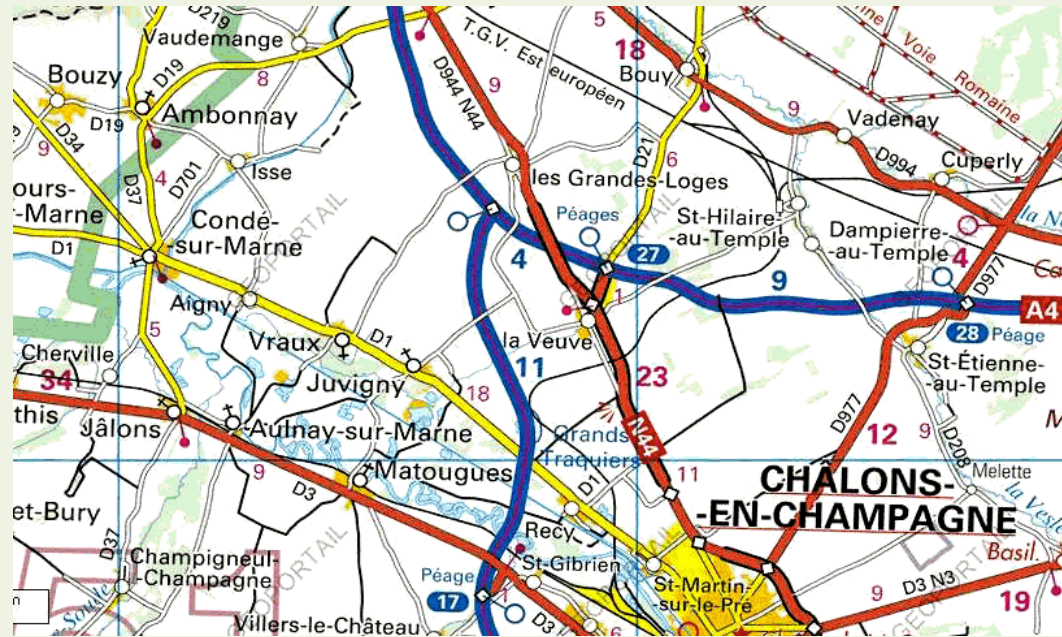 D219
Vaudemange
5
18
Bouy
T.G.V. Est européen
Voie Romaine
Bouzy
D19
8
D944 N44
9
9
Vadenay
D19
Ambonnay
D34
9
D21
6
D994
Cuperly
4
D701
Isse
D37
les Grandes-Loges
ours-
-Marne
Condé-
-sur-Marne
Péages
St-Hilaire-
-au-Temple
Dampierre-
-au-Temple
D1
4
27
9
4
D977
A4
Aigny
1
la Veuve
28 Péage
5
Vraux
D1
11
St-Étienne-
-au-Temple
Cherville
34
Juvigny
18
23
this
Jâlons
Aulnay-sur-Marne
N44
D977
12
9
D208
Grands
Traquiers
9
D3
Matougues
D1
11
Melette
CHÂLONS-
-EN-CHAMPAGNE
et-Bury
Recy
D37
Champigneul-
-Champagne
St-Gibrien
Basil.
Péage
17
1
St-Martin-
-sur-le-Pré
9
D3 N3
19
Villers-le-Château
6
GEOPORTAIL